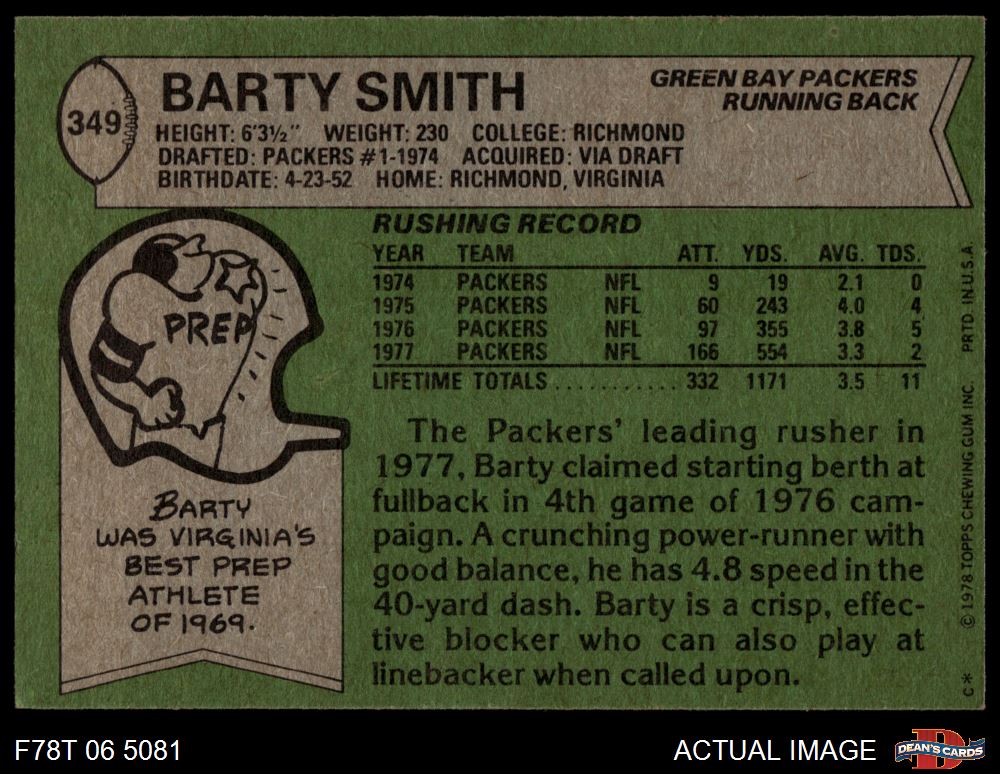 349
BARTY SMITH
GREEN BAY PACKERS
RUNNING BACK
HEIGHT: 6'3½" WEIGHT: 230 COLLEGE: RICHMOND
DRAFTED: PACKERS #1-1974 ACQUIRED: VIA DRAFT
BIRTHDATE: 4-23-52 HOME: RICHMOND, VIRGINIA
RUSHING RECORD
YEAR TEAM ATT. YDS. AVG. TDS.
1974 PACKERS NFL 9 19 2.1 0
1975 PACKERS NFL 60 243 4.0 4
1976 PACKERS NFL 97 355 3.8 5
1977 PACKERS NFL 166 554 3.3 2
LIFETIME TOTALS............ 332 1171 3.5 11
PREP
BARTY
WAS VIRGINIA'S
BEST PREP
ATHLETE
OF 1969.
The Packers' leading rusher in
1977, Barty claimed starting berth at
fullback in 4th game of 1976 cam-
paign. A crunching power-runner with
good balance, he has 4.8 speed in the
40-yard dash. Barty is a crisp, effec-
tive blocker who can also play at
linebacker when called upon.
C* © 1978 TOPPS CHEWING GUM INC. PRTD. IN U.S.A.
F78T 06 5081
ACTUAL IMAGE
D
DEAN'S CARDS